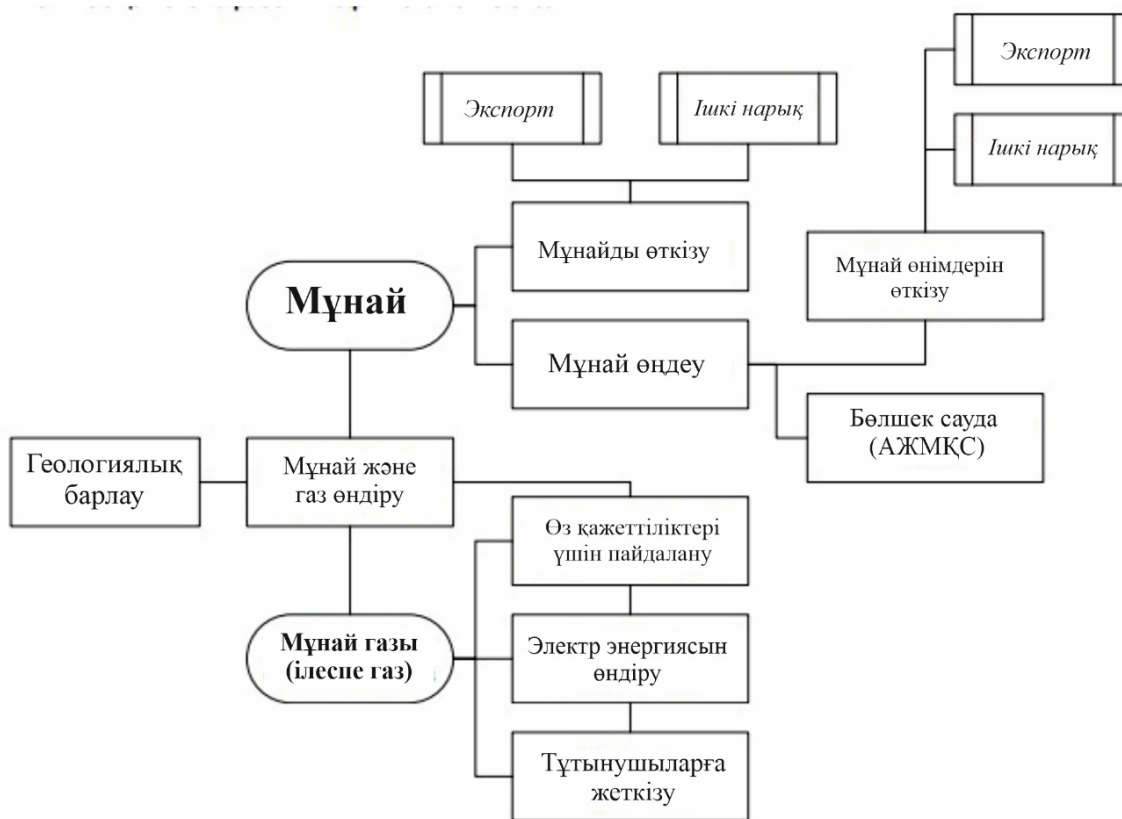 Экспорт
Экспорт
Ішкі нарық
Ішкі нарық
Мұнайды өткізу
Мұнай өнімдерін
өткізу
Мұнай
Мұнай өңдеу
Бөлшек сауда
(АЖМҚС)
Геологиялық
барлау
Мұнай және
газ өндіру
Өз қажеттіліктері
үшін пайдалану
Мұнай газы
(ілеспе газ)
Электр энергиясын
өндіру
Тұтынушыларға
жеткізу